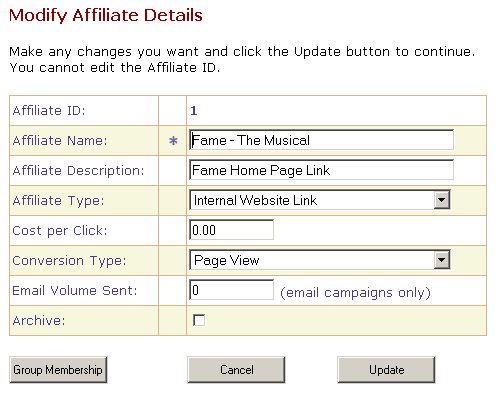 Modify Affiliate Details
Make any changes you want and click the Update button to continue.
You cannot edit the Affiliate ID.
Affiliate ID: 1
Affiliate Name: * Fame - The Musical
Affiliate Description: Fame Home Page Link
Affiliate Type: Internal Website Link
Cost per Click: 0.00
Conversion Type: Page View
Email Volume Sent: 0 (email campaigns only)
Archive:
Group Membership Cancel Update